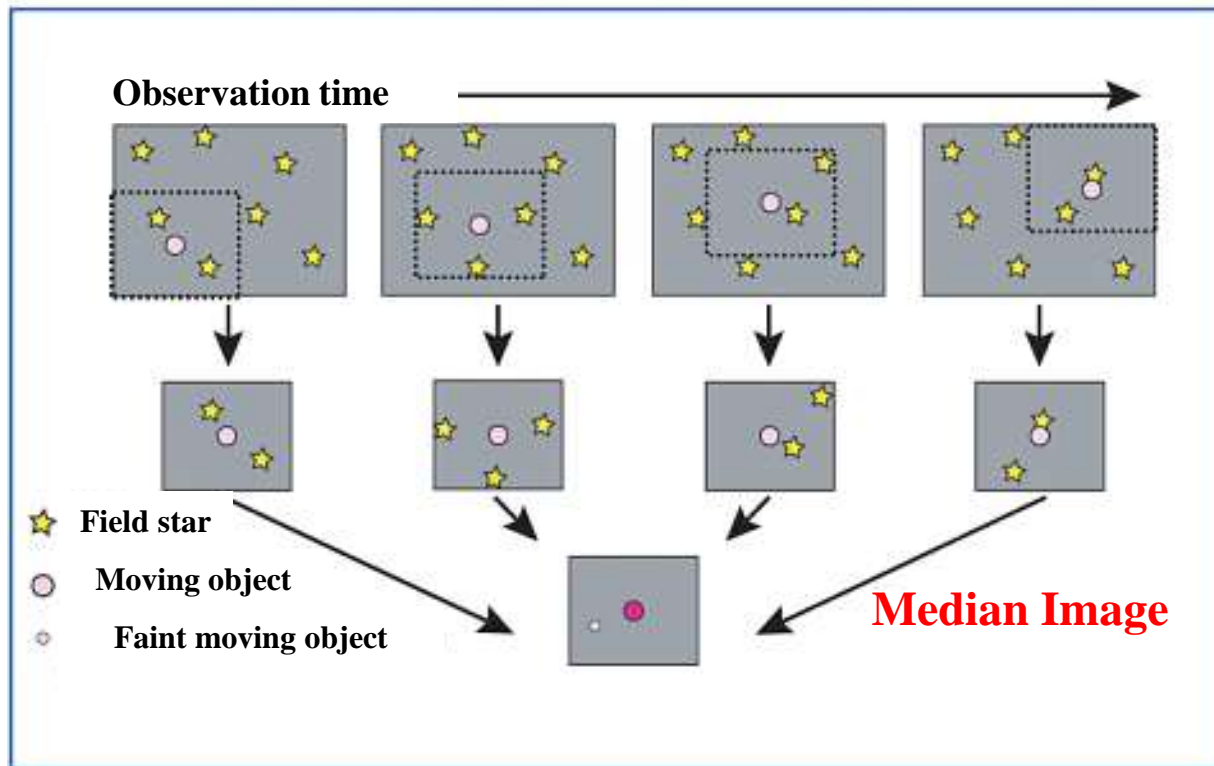 Observation time
Field star
Moving object
Faint moving object
Median Image